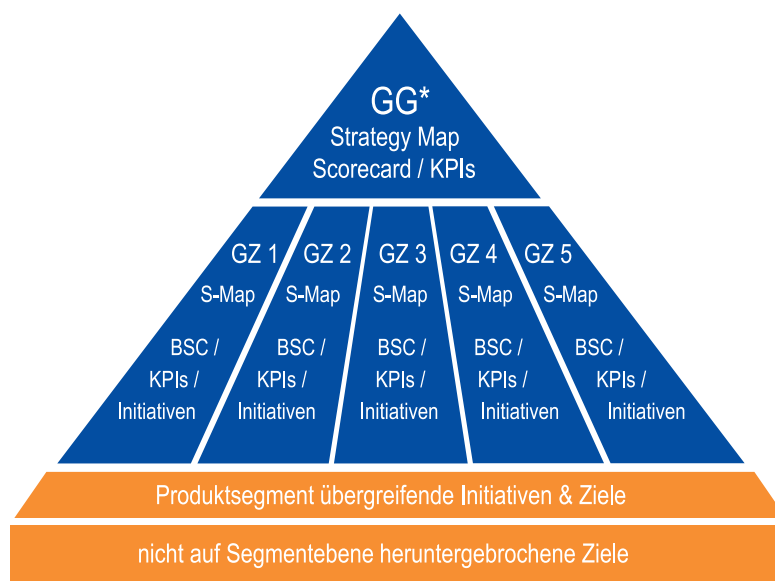 GG*
Strategy Map
Scorecard / KPIs
GZ 1
S-Map
BSC /
KPIs /
Initiativen
GZ 2
S-Map
BSC /
KPIs /
Initiativen
GZ 3
S-Map
BSC /
KPIs /
Initiativen
GZ 4
S-Map
BSC /
KPIs /
Initiativen
GZ 5
S-Map
BSC /
KPIs /
Initiativen
Produktsegment übergreifende Initiativen & Ziele
nicht auf Segmentebene heruntergebrochene Ziele